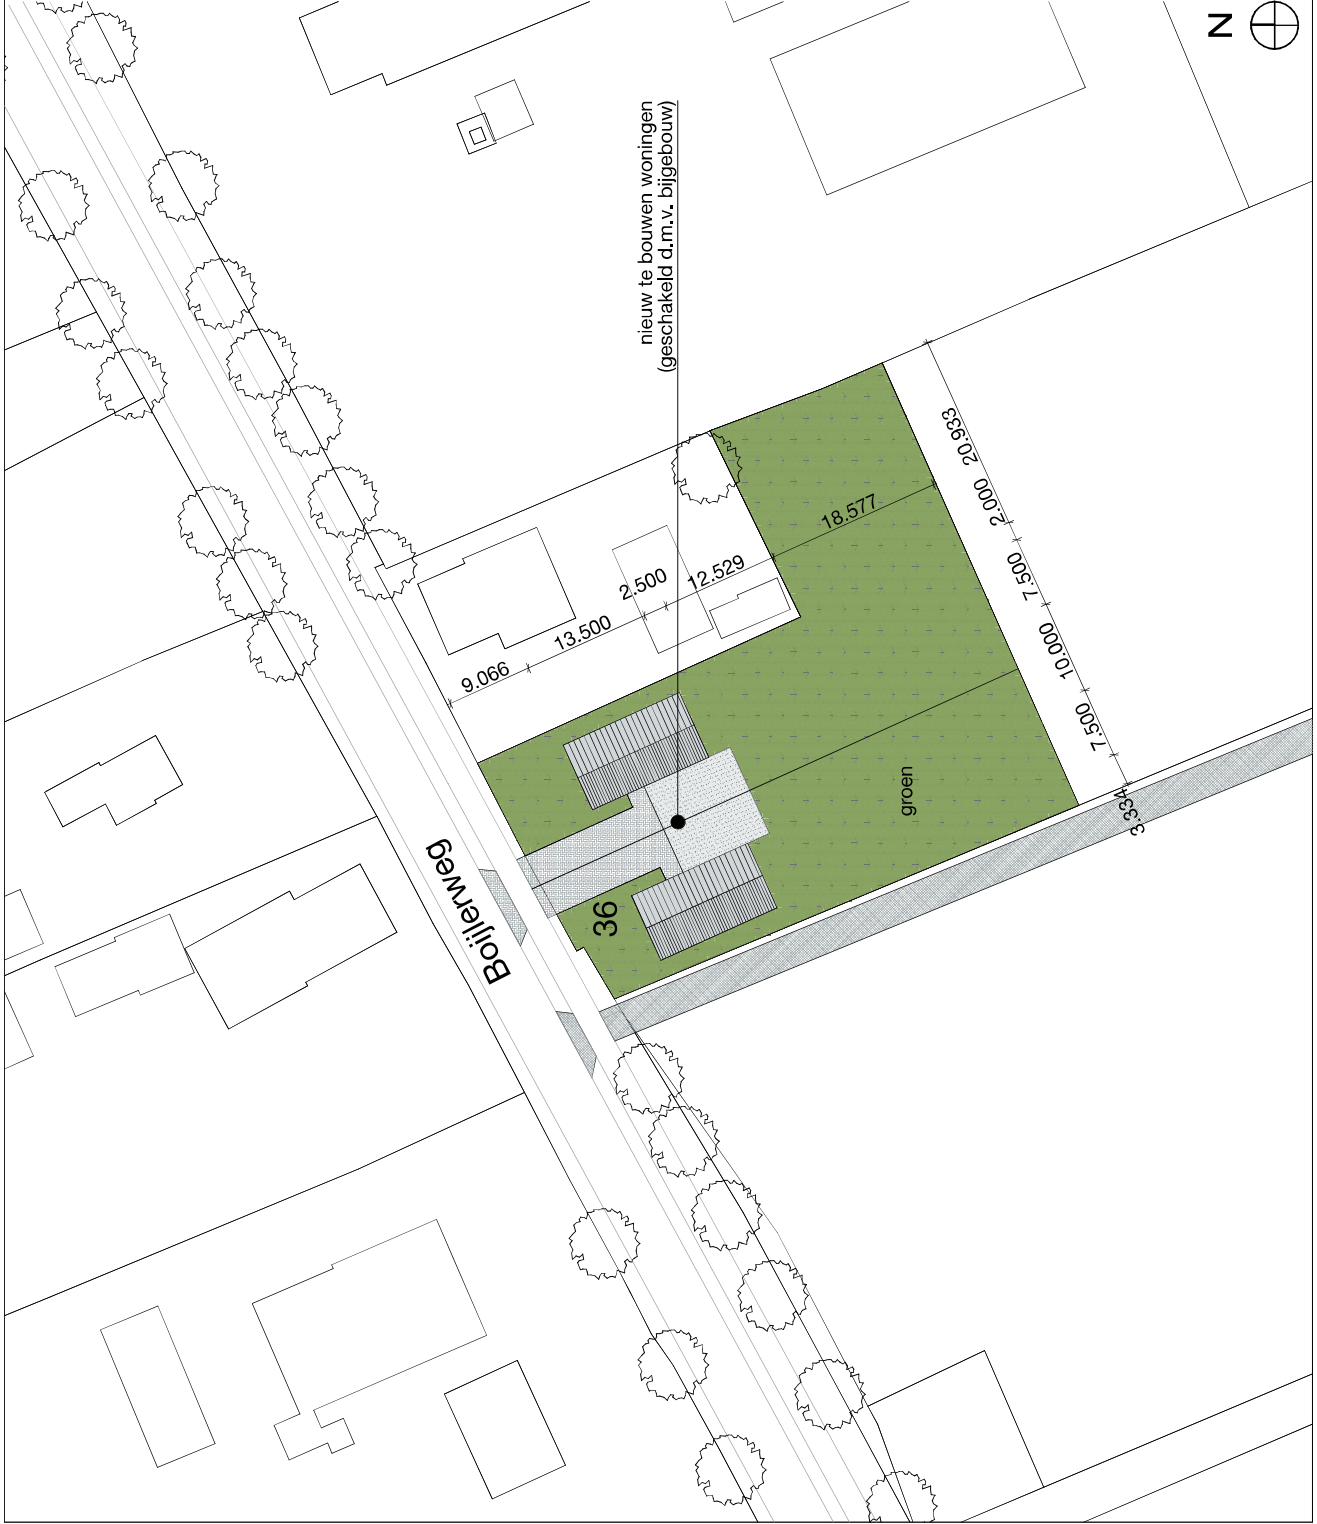 N
nieuw te bouwen woningen
(geschakeld d.m.v. bijgebouw)
Boijlerweg
36
groen
9.066
13.500
2.500
12.529
18.577
3.334
7.500
10.000
7.500
2.000
20.933